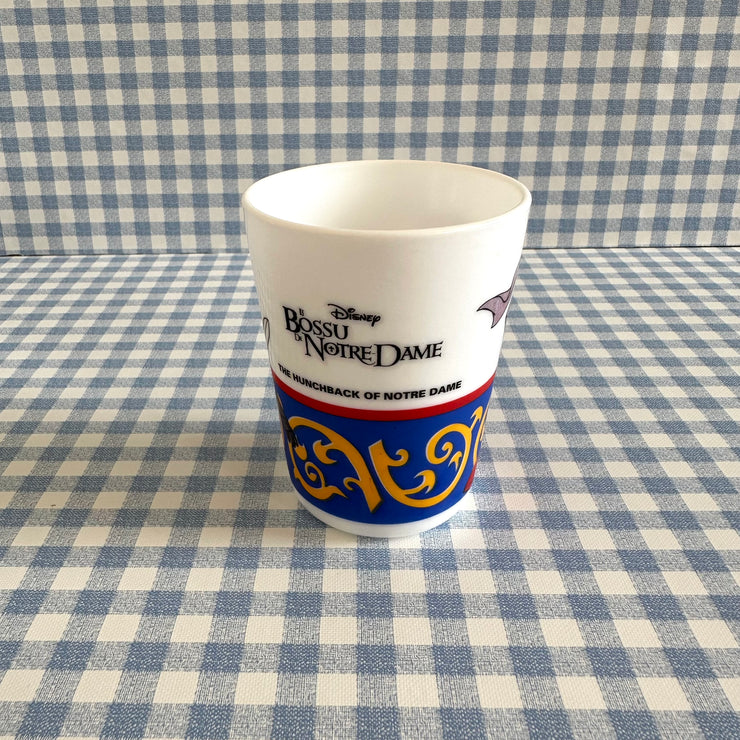 Disney
LE
BOSSU
DE NOTRE-DAME
THE HUNCHBACK OF NOTRE DAME